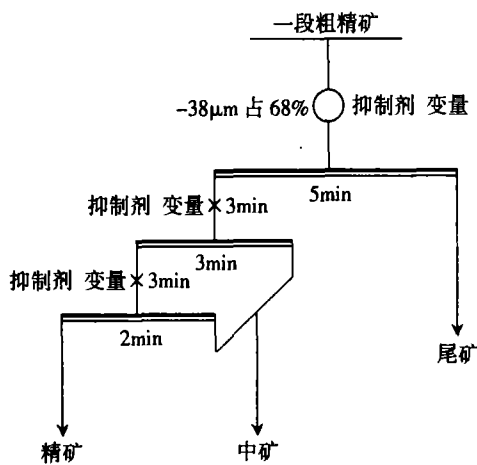 一段粗精矿
-38μm 占 68% 抑制剂 变量
5min
抑制剂 变量 3min
3min
抑制剂 变量 3min
2min
尾矿
精矿 中矿